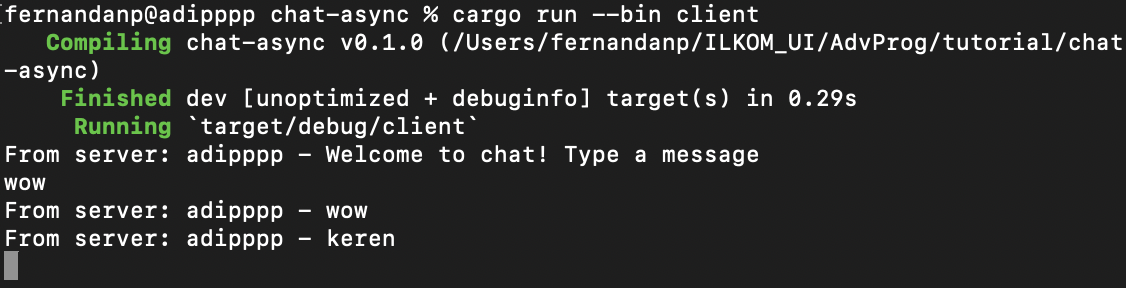 fernandanp@adipppp chat-async % cargo run --bin client
Compiling chat-async v0.1.0 (/Users/fernandanp/ILKOM_UI/AdvProg/tutorial/chat
-async)
Finished dev [unoptimized + debuginfo] target(s) in 0.29s
Running `target/debug/client`
From server: adipppp - Welcome to chat! Type a message
wow
From server: adipppp - wow
From server: adipppp - keren